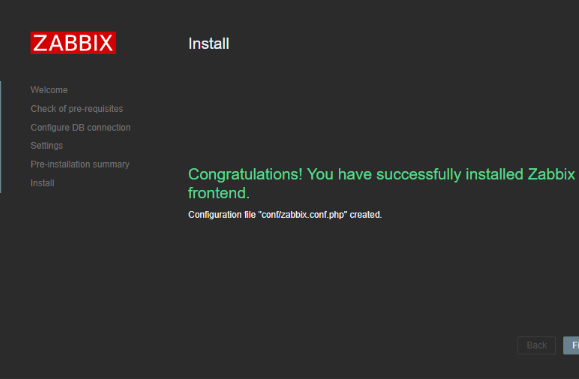 ZABBIX
Install
Welcome
Check of pre-requisites
Configure DB connection
Settings
Pre-installation summary
Install
Congratulations! You have successfully installed Zabbix
frontend.
Configuration file "conf/zabbix.conf.php" created.
Back